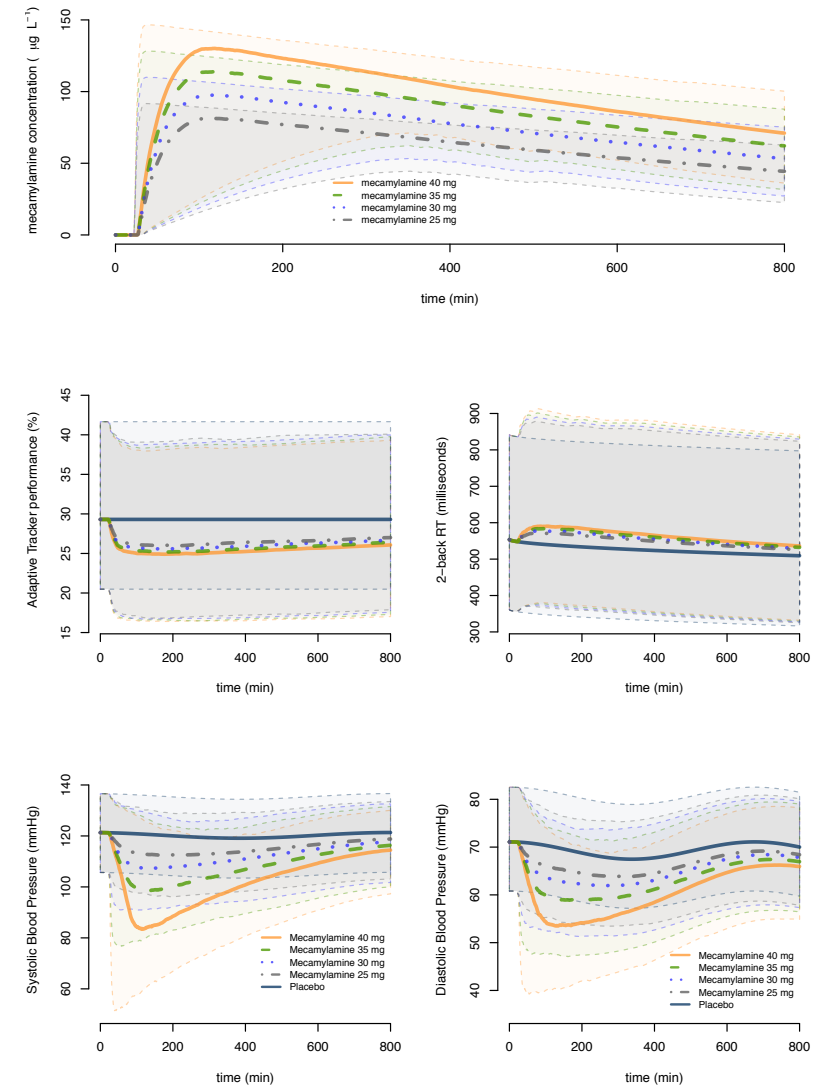 mecamylamine concentration ( μg L−1)
150
100
50
0
mecamylamine 40 mg
mecamylamine 35 mg
mecamylamine 30 mg
mecamylamine 25 mg
0 200 400 600 800
time (min)
Adaptive Tracker performance (%)
45
40
35
30
25
20
15
0 200 400 600 800
time (min)
2−back RT (milliseconds)
900
800
700
600
500
400
300
0 200 400 600 800
time (min)
Systolic Blood Pressure (mmHg)
140
120
100
80
60
Mecamylamine 40 mg
Mecamylamine 35 mg
Mecamylamine 30 mg
Mecamylamine 25 mg
Placebo
0 200 400 600 800
time (min)
Diastolic Blood Pressure (mmHg)
80
70
60
50
40
Mecamylamine 40 mg
Mecamylamine 35 mg
Mecamylamine 30 mg
Mecamylamine 25 mg
Placebo
0 200 400 600 800
time (min)